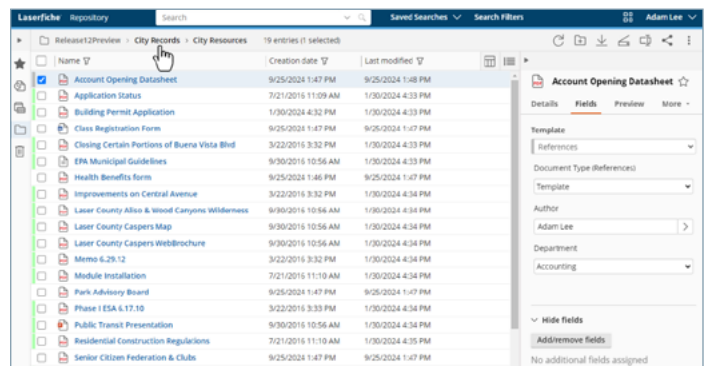 Laserfiche Repository Search Saved Searches Search Filters Adam Lee
Release12Preview › City Records › City Resources 19 entries (1 selected)
Name Creation date Last modified
Account Opening Datasheet 9/25/2024 1:47 PM 9/25/2024 1:48 PM
Application Status 7/21/2016 11:09 AM 1/30/2024 4:33 PM
Building Permit Application 1/30/2024 4:32 PM 1/30/2024 4:33 PM
Class Registration Form 9/25/2024 1:47 PM 9/25/2024 1:47 PM
Closing Certain Portions of Buena Vista Blvd 3/22/2016 3:32 PM 1/30/2024 4:33 PM
EPA Municipal Guidelines 9/30/2016 10:56 AM 1/30/2024 4:33 PM
Health Benefits form 9/25/2024 1:46 PM 9/25/2024 1:47 PM
Improvements on Central Avenue 3/22/2016 3:32 PM 1/30/2024 4:34 PM
Laser County Aliso & Wood Canyons Wilderness 9/30/2016 10:56 AM 1/30/2024 4:34 PM
Laser County Caspers Map 9/30/2016 10:56 AM 1/30/2024 4:34 PM
Laser County Caspers WebBrochure 9/30/2016 10:56 AM 1/30/2024 4:34 PM
Memo 6.29.12 3/22/2016 3:32 PM 1/30/2024 4:34 PM
Module Installation 7/21/2016 11:10 AM 1/30/2024 4:34 PM
Park Advisory Board 9/25/2024 1:47 PM 9/25/2024 1:47 PM
Phase I ESA 6.17.10 3/22/2016 3:33 PM 1/30/2024 4:34 PM
Public Transit Presentation 9/30/2016 10:56 AM 1/30/2024 4:34 PM
Residential Construction Regulations 7/21/2016 11:10 AM 1/30/2024 4:35 PM
Senior Citizen Federation & Clubs 9/25/2024 1:47 PM 9/25/2024 1:47 PM
Account Opening Datasheet
Details Fields Preview More
Template
References
Document Type (References)
Template
Author
Adam Lee
Department
Accounting
Hide fields
Add/remove fields
No additional fields assigned